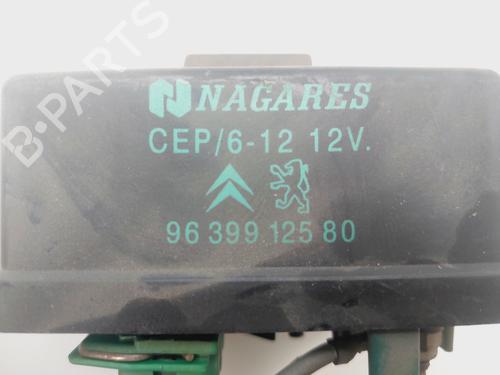 B-PARTS
NAGARES
CEP/6-12 12V.
96 399 125 80